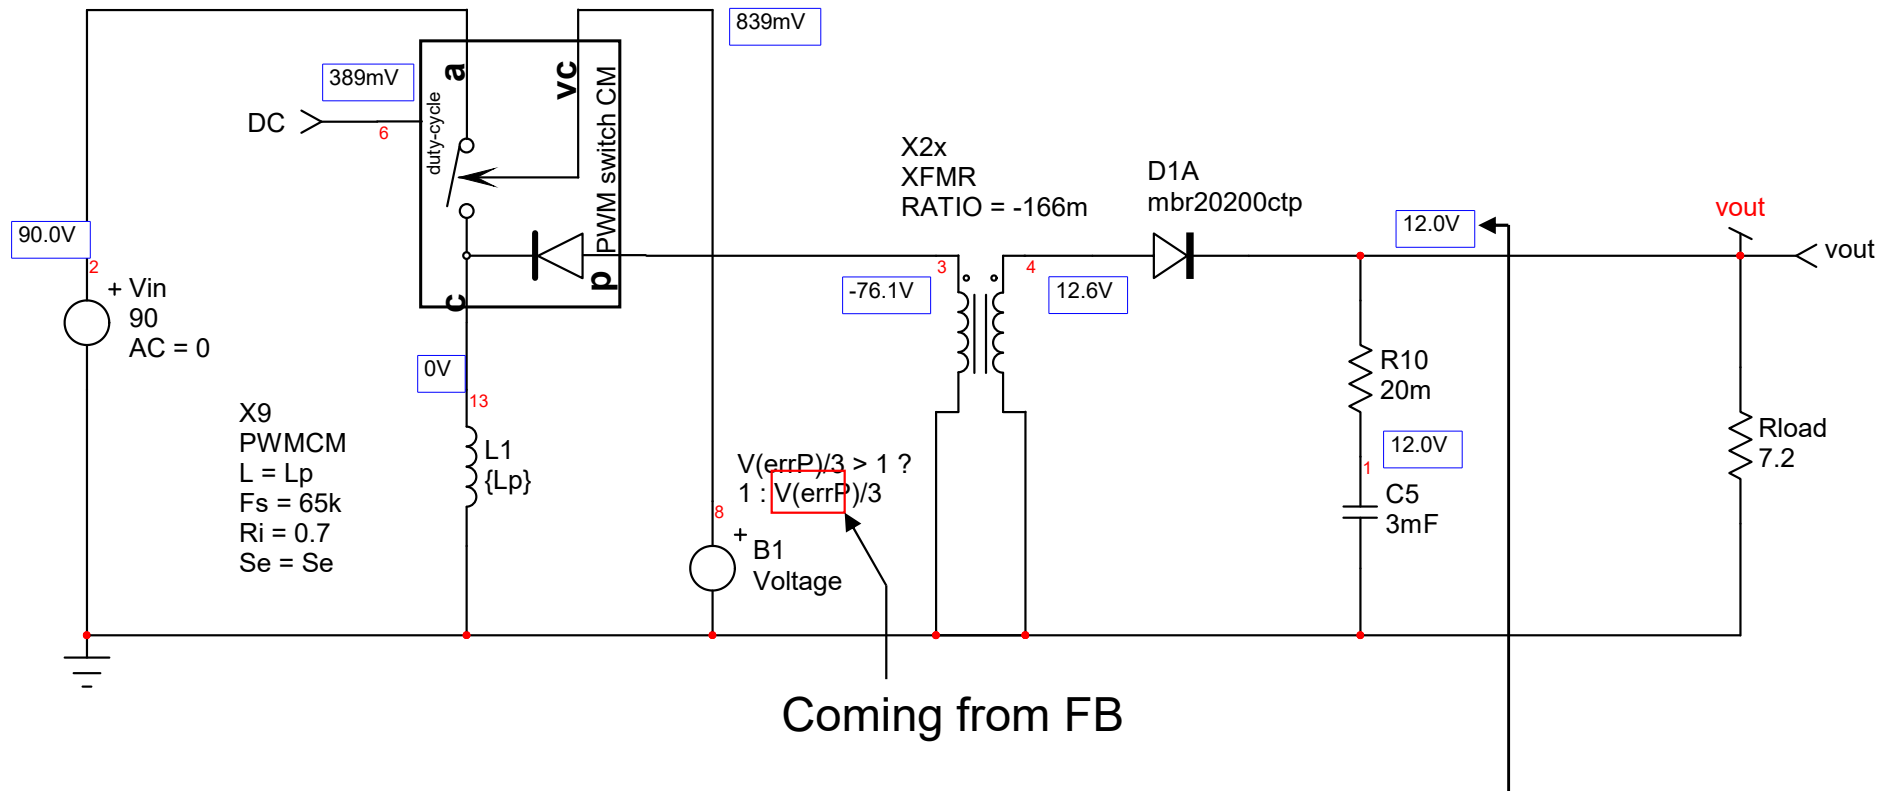 839mV
389mV
a
vc
duty-cycle
PWM switch CM
DC
6
X2x
XFMR
RATIO = -166m
D1A
mbr20200ctp
vout
12.0V
90.0V
2
3
4
vout
p
+ Vin
90
AC = 0
-76.1V
12.6V
c
0V
13
R10
20m
X9
PWMCM
L = Lp
Fs = 65k
Ri = 0.7
Se = Se
L1
{Lp}
V(errP)/3 > 1 ?
1 : V(errP)/3
12.0V
1
Rload
7.2
C5
3mF
8
+
B1
Voltage
Coming from FB